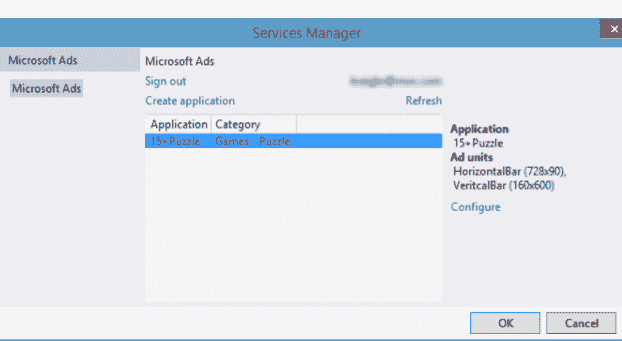 Services Manager
Microsoft Ads
Microsoft Ads
Microsoft Ads
Sign out
Create application
Refresh
Application Category
15+Puzzle Games Puzzle
Application
15+Puzzle
Ad units
HorizontalBar (728x90),
VeritcalBar (160x600)
Configure
OK
Cancel